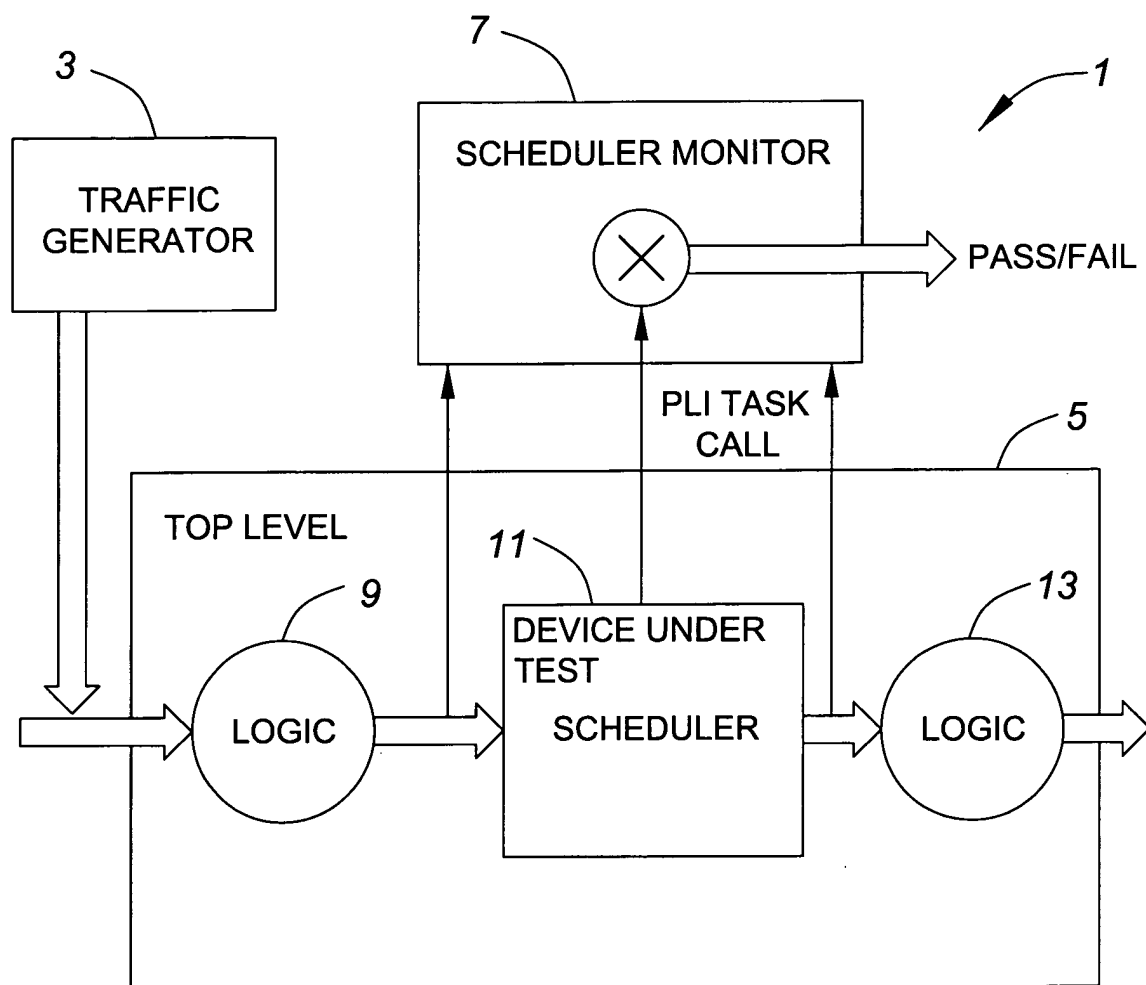 7
3
1
SCHEDULER MONITOR
TRAFFIC
GENERATOR
PASS/FAIL
PLI TASK
CALL
5
TOP LEVEL
11
9
13
DEVICE UNDER
TEST
LOGIC
SCHEDULER
LOGIC